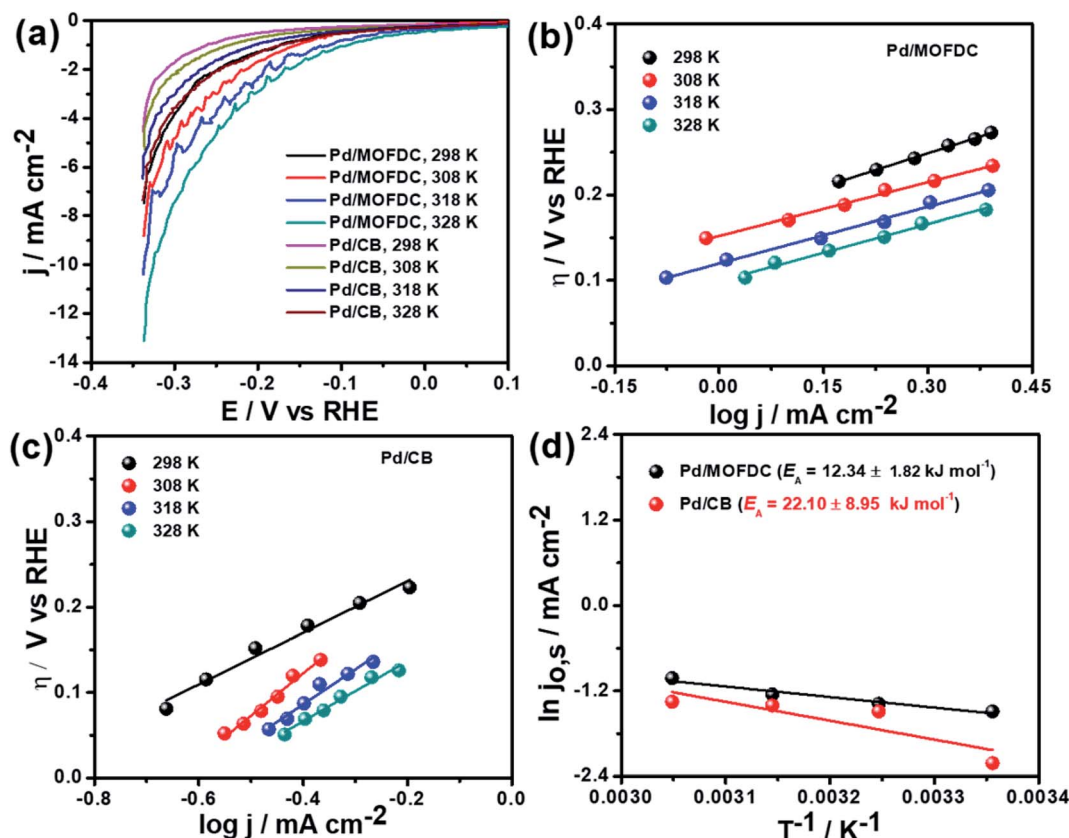 (a)
0
-2
-4
-6
-8
-10
-12
-14
j / mA cm-2
Pd/MOFDC, 298 K
Pd/MOFDC, 308 K
Pd/MOFDC, 318 K
Pd/MOFDC, 328 K
Pd/CB, 298 K
Pd/CB, 308 K
Pd/CB, 318 K
Pd/CB, 328 K
-0.4 -0.3 -0.2 -0.1 0.0 0.1
E / V vs RHE
(b)
0.4
0.3
0.2
0.1
0.0
η / V vs RHE
298 K
308 K
318 K
328 K
Pd/MOFDC
-0.15 0.00 0.15 0.30 0.45
log j / mA cm-2
(c)
0.4
0.3
0.2
0.1
0.0
η / V vs RHE
298 K
308 K
318 K
328 K
Pd/CB
-0.8 -0.6 -0.4 -0.2 0.0
log j / mA cm-2
(d)
2.4
1.2
0.0
-1.2
-2.4
ln jo,s / mA cm-2
Pd/MOFDC (EA = 12.34 ± 1.82 kJ mol-1)
Pd/CB (EA = 22.10 ± 8.95 kJ mol-1)
0.0030 0.0031 0.0032 0.0033 0.0034
T-1 / K-1